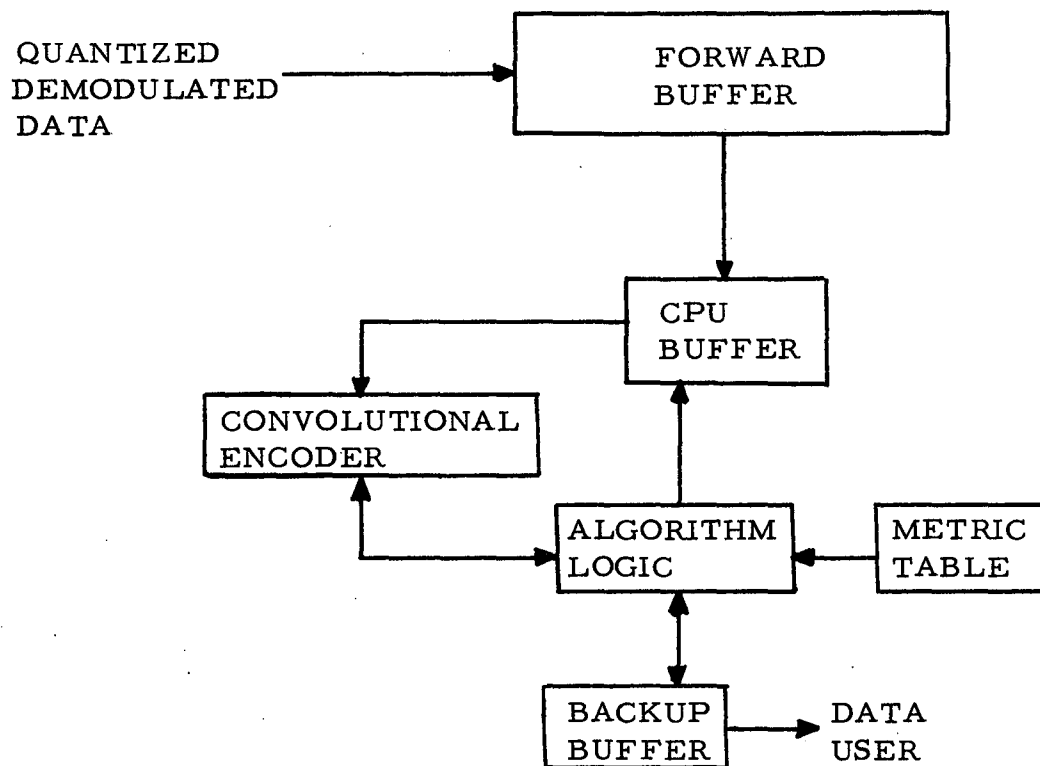 QUANTIZED
DEMODULATED
DATA
FORWARD
BUFFER
CPU
BUFFER
CONVOLUTIONAL
ENCODER
ALGORITHM
LOGIC
METRIC
TABLE
BACKUP
BUFFER
DATA
USER